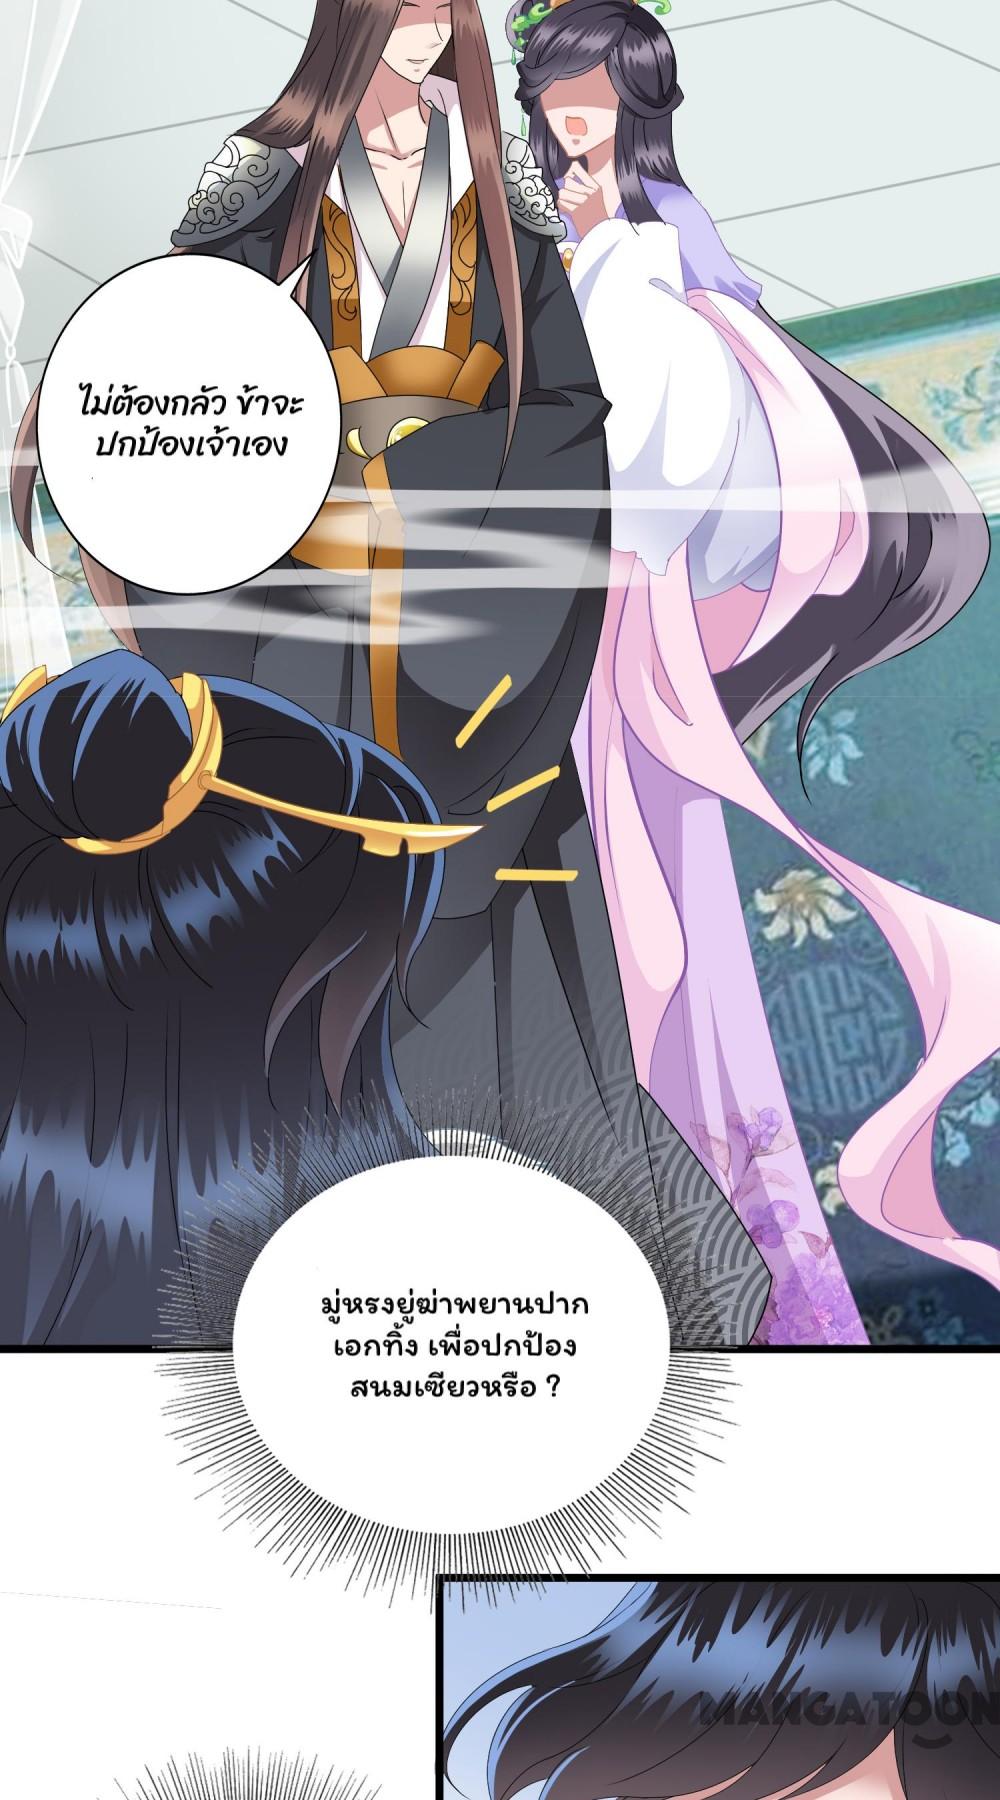 ไม่ต้องกลัว ข้าจะ
ปกป้องเจ้าเอง
มู่หรงยู่ฆ่าพยานปาก
เอกทิ้ง เพื่อปกป้อง
สนมเซียวหรือ ?
MANGATOON